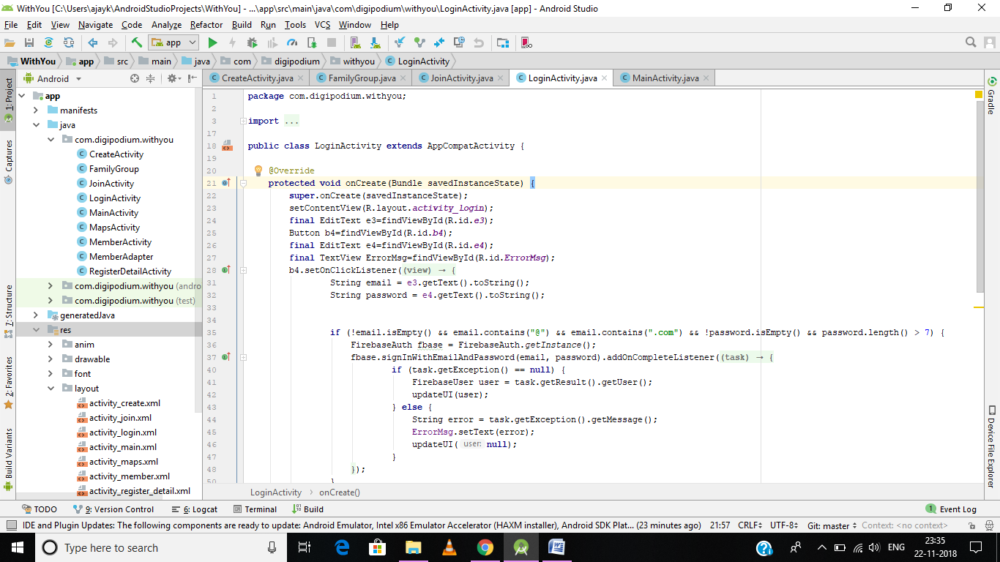 WithYou [C:\Users\ajayk\AndroidStudioProjects\WithYou] - ...\app\src\main\java\com\digipodium\withyou\LoginActivity.java [app] - Android Studio
File Edit View Navigate Code Analyze Refactor Build Run Tools VCS Window Help
app
WithYou app src main java com digipodium withyou LoginActivity
Android
CreateActivity.java FamilyGroup.java JoinActivity.java LoginActivity.java MainActivity.java
1: Project
Captures
7: Structure
2: Favorites
Build Variants
app
manifests
java
com.digipodium.withyou
CreateActivity
FamilyGroup
JoinActivity
LoginActivity
MainActivity
MapsActivity
MemberActivity
MemberAdapter
RegisterDetailActivity
com.digipodium.withyou (andro
com.digipodium.withyou (test)
generatedJava
res
anim
drawable
font
layout
activity_create.xml
activity_join.xml
activity_login.xml
activity_main.xml
activity_maps.xml
activity_member.xml
activity_register_detail.xml
1 package com.digipodium.withyou;
2
3 import ...
17
18 public class LoginActivity extends AppCompatActivity {
19
20 @Override
21 protected void onCreate(Bundle savedInstanceState) {
22 super.onCreate(savedInstanceState);
23 setContentView(R.layout.activity_login);
24 final EditText e3=findViewById(R.id.e3);
25 Button b4=findViewById(R.id.b4);
26 final EditText e4=findViewById(R.id.e4);
27 final TextView ErrorMsg=findViewById(R.id.ErrorMsg);
28 b4.setOnClickListener((view) → {
31 String email = e3.getText().toString();
32 String password = e4.getText().toString();
33
34
35 if (!email.isEmpty() && email.contains("@") && email.contains(".com") && !password.isEmpty() && password.length() > 7) {
36 FirebaseAuth fbase = FirebaseAuth.getInstance();
37 fbase.signInWithEmailAndPassword(email, password).addOnCompleteListener((task) → {
40 if (task.getException() == null) {
41 FirebaseUser user = task.getResult().getUser();
42 updateUI(user);
43 } else {
44 String error = task.getException().getMessage();
45 ErrorMsg.setText(error);
46 updateUI( user: null);
47 }
48 });
50 }
LoginActivity › onCreate()
Gradle
Device File Explorer
TODO 9: Version Control 6: Logcat Terminal Build 1 Event Log
IDE and Plugin Updates: The following components are ready to update: Android Emulator, Intel x86 Emulator Accelerator (HAXM installer), Android SDK Plat... (23 minutes ago) 21:57 CRLF UTF-8 Git: master Context: <no context>
Type here to search
ENG
23:35
22-11-2018